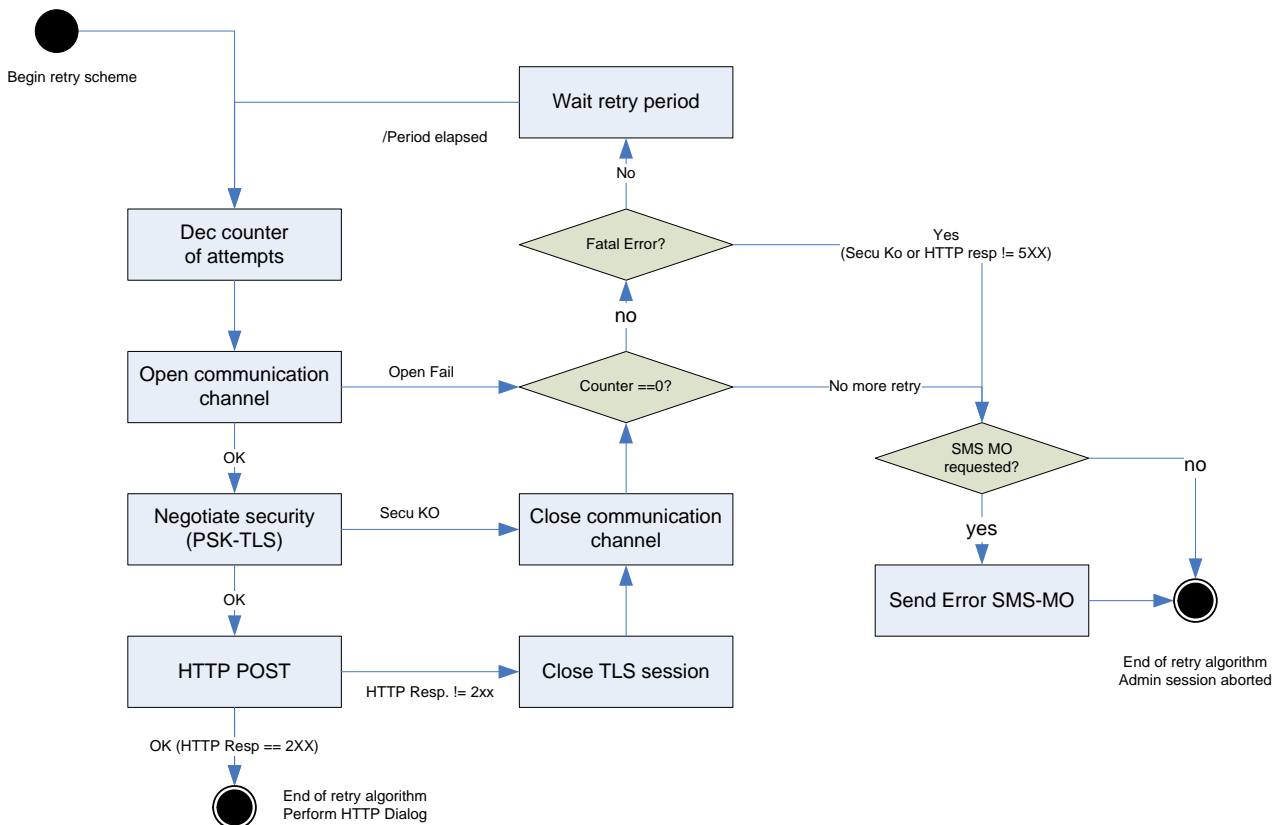 Begin retry scheme
Wait retry period
/Period elapsed
No
Dec counter
of attempts
Fatal Error?
Yes
(Secu Ko or HTTP resp != 5XX)
no
Open communication
channel
Open Fail
Counter ==0?
No more retry
SMS MO
requested?
no
OK
Negotiate security
(PSK-TLS)
Secu KO
Close communication
channel
yes
Send Error SMS-MO
OK
HTTP POST
HTTP Resp. != 2xx
Close TLS session
End of retry algorithm
Admin session aborted
OK (HTTP Resp == 2XX)
End of retry algorithm
Perform HTTP Dialog